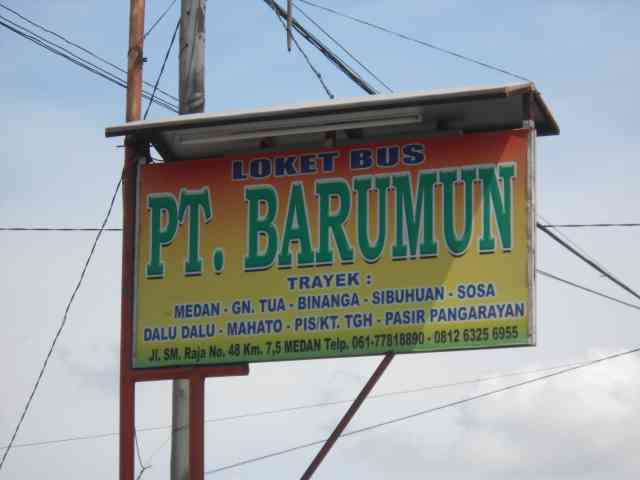 LOKET BUS
PT. BARUMUN
TRAYEK :
MEDAN - GN. TUA - BINANGA - SIBUHUAN - SOSA
DALU DALU - MAHATO - PIS/KT. TGH - PASIR PANGARAYAN
Jl. SM. Raja No. 48 Km. 7,5 MEDAN Telp. 061-77818890 - 0812 6325 6955